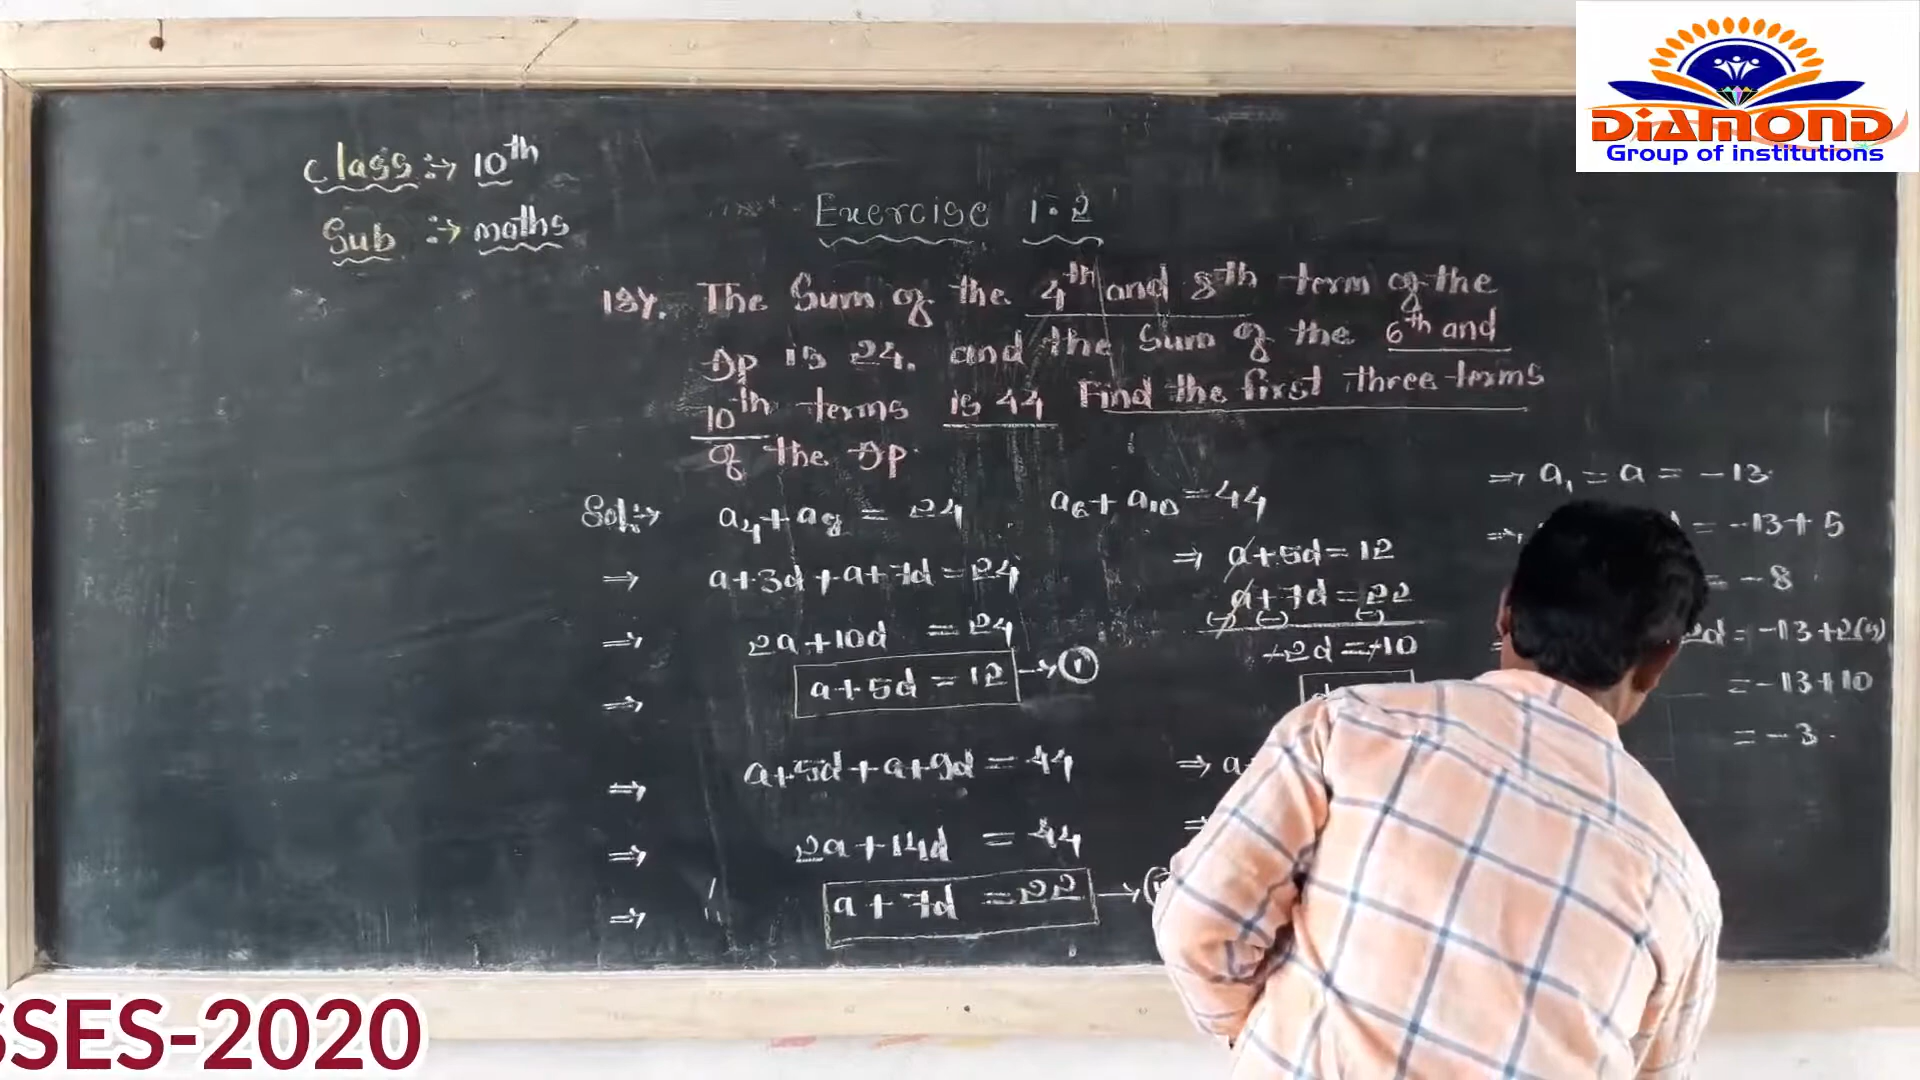 DIAMOND
Group of institutions
Class :→ 10th
Sub :→ maths
Exercise 1.2
18Y. The Sum of the 4th and 8th term of the
Ap is 24. and the Sum of the 6th and
10th terms is 44 Find the first three terms
of the Ap.
Sol:→ a4 + a8 = 24
⇒ a+3d+a+7d=24
⇒ 2a+10d = 24
⇒ a+5d=12 → ①
a6+a10=44
⇒ a+5d+a+9d=44
⇒ 2a+14d = 44
⇒ a+7d =22 →
⇒ a+5d=12
a+7d=22
(-) (-) (-)
-2d=-10
⇒ a
⇒ a1 = a = -13.
= -13+5
= -8
2d = -13+2(5)
= -13+10
= -3.
SSES-2020